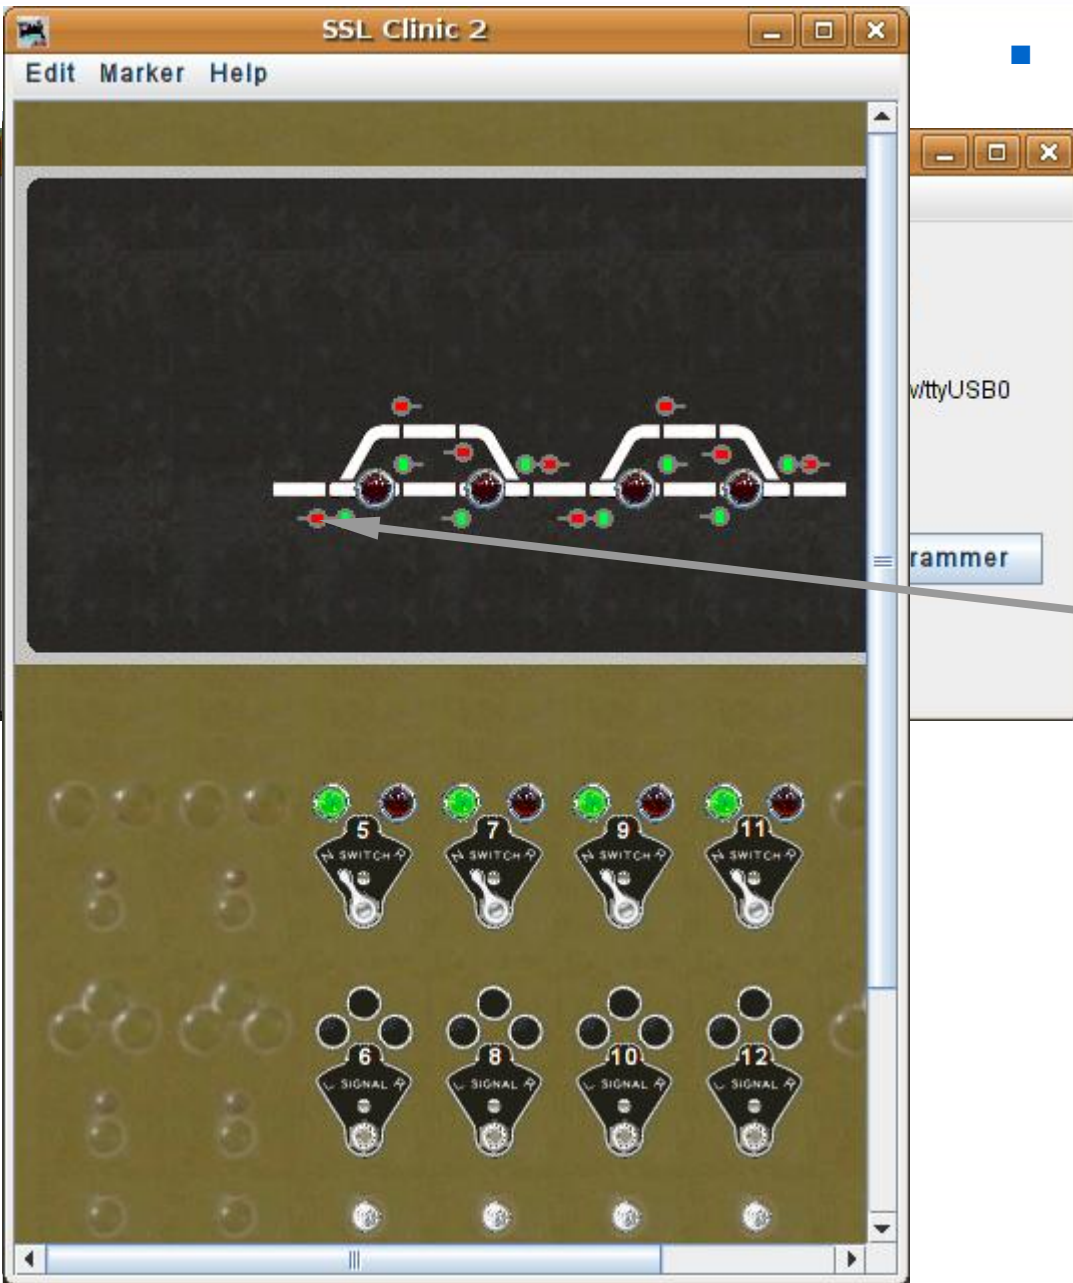 SSL Clinic 2
Edit Marker Help
v/ttyUSB0
rammer
5 7 9 11
N SWITCH R N SWITCH R N SWITCH R N SWITCH R
6 8 10 12
L SIGNAL R L SIGNAL R L SIGNAL R L SIGNAL R